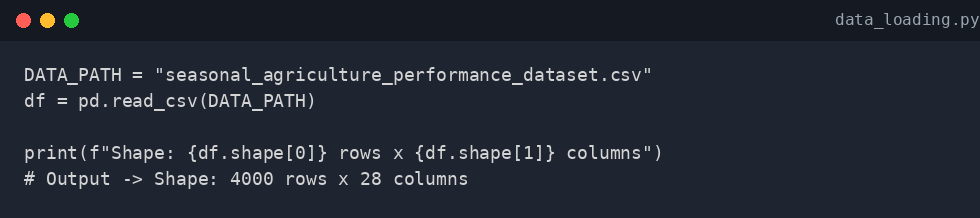 data_loading.py
DATA_PATH = "seasonal_agriculture_performance_dataset.csv"
df = pd.read_csv(DATA_PATH)
print(f"Shape: {df.shape[0]} rows x {df.shape[1]} columns")
# Output -> Shape: 4000 rows x 28 columns